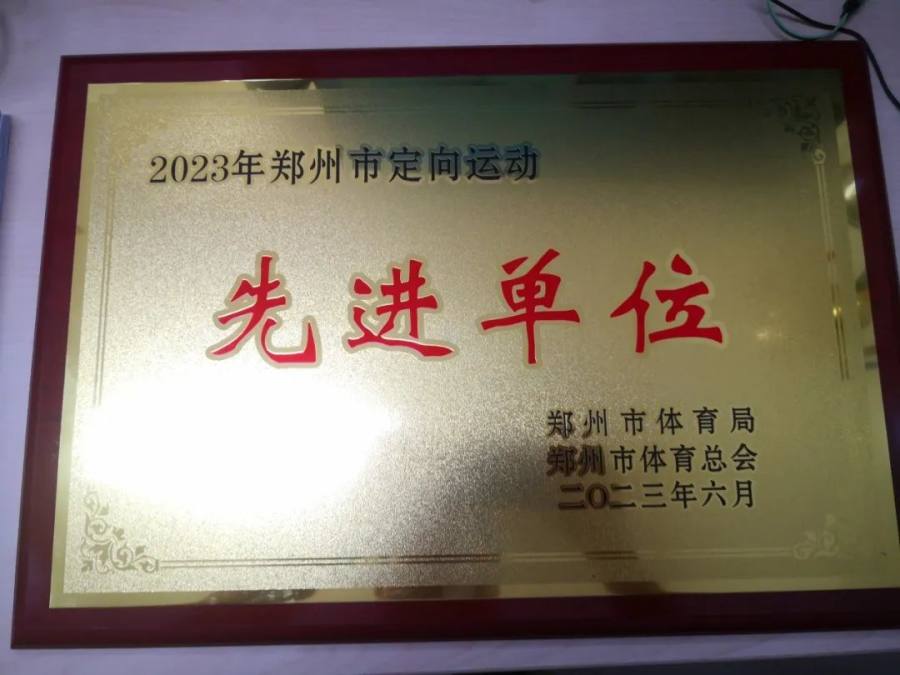 2023年郑州市定向运动
先进单位
郑州市体育局
郑州市体育总会
二〇二三年六月